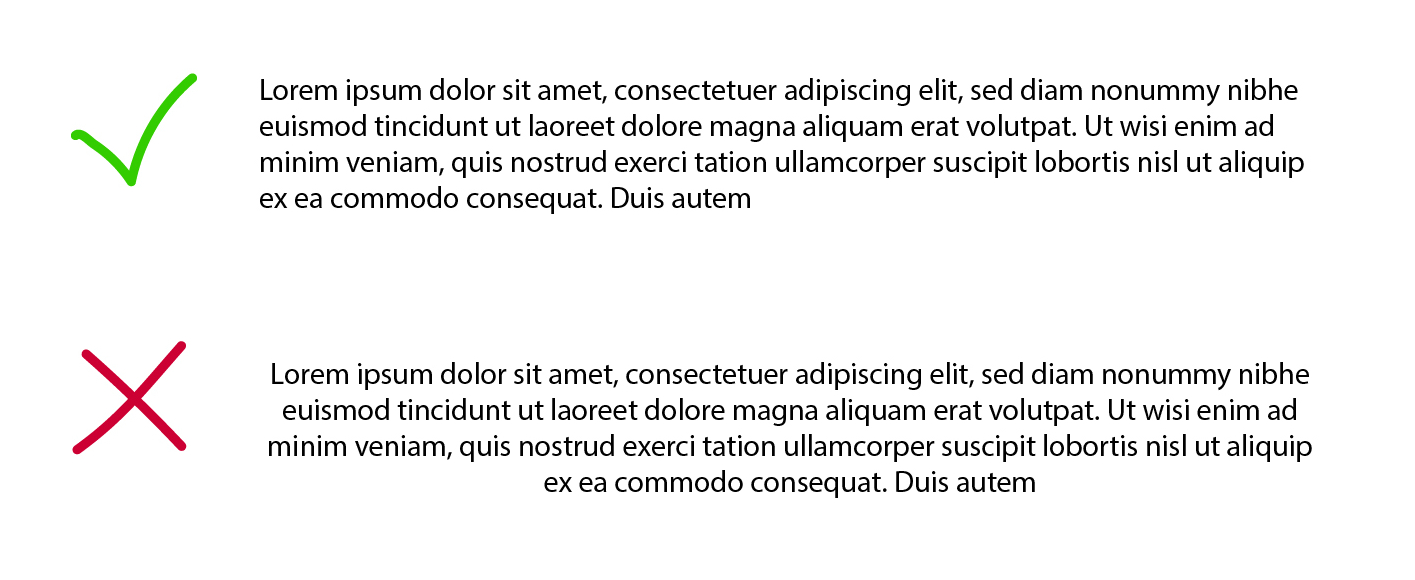 Lorem ipsum dolor sit amet, consectetuer adipiscing elit, sed diam nonummy nibhe
euismod tincidunt ut laoreet dolore magna aliquam erat volutpat. Ut wisi enim ad
minim veniam, quis nostrud exerci tation ullamcorper suscipit lobortis nisl ut aliquip
ex ea commodo consequat. Duis autem
Lorem ipsum dolor sit amet, consectetuer adipiscing elit, sed diam nonummy nibhe
euismod tincidunt ut laoreet dolore magna aliquam erat volutpat. Ut wisi enim ad
minim veniam, quis nostrud exerci tation ullamcorper suscipit lobortis nisl ut aliquip
ex ea commodo consequat. Duis autem